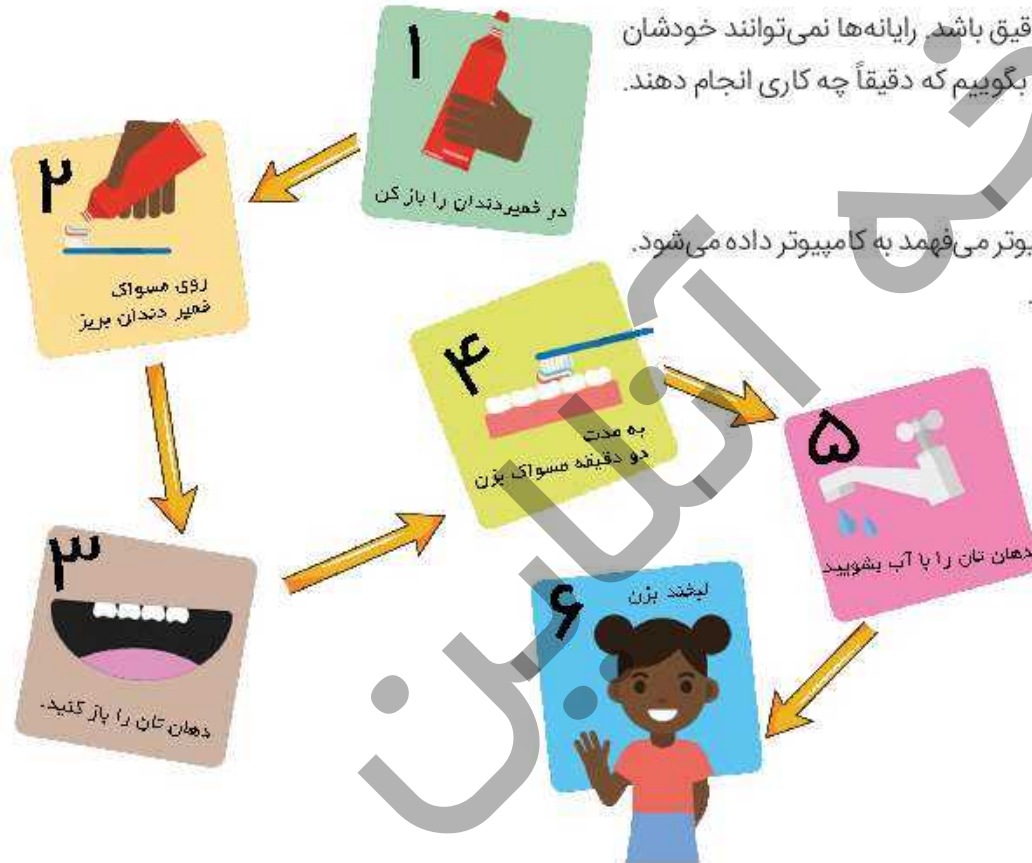 قیق باشد. رایانه‌ها نمی‌توانند خودشان
بگوییم که دقیقاً چه کاری انجام دهند.
یوتر می‌فهمد به کامپیوتر داده می‌شود.
۱
در خمیردندان را باز کن
۲
روی مسواک
خمیر دندان بریز
۳
دهان تان را باز کنید.
۴
به مدت
دو دقیقه مسواک بزن
۵
دهان تان را با آب بشویید
۶
لبخند بزن